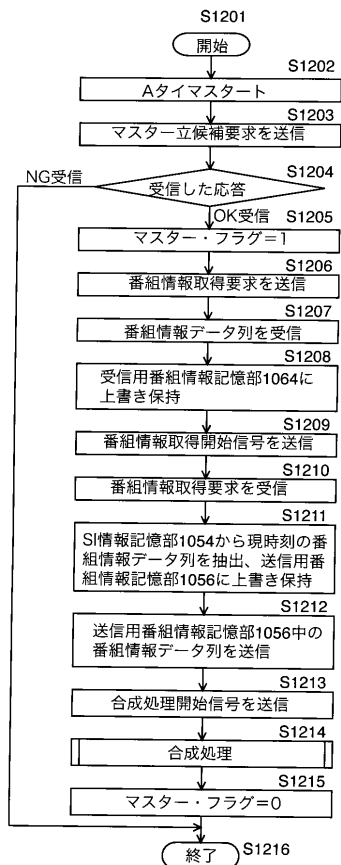 S1201
開始
S1202
Aタイマスタート
S1203
マスター立候補要求を送信
S1204
NG受信
受信した応答
OK受信
S1205
マスター・フラグ=1
S1206
番組情報取得要求を送信
S1207
番組情報データ列を受信
S1208
受信用番組情報記憶部1064に
上書き保持
S1209
番組情報取得開始信号を送信
S1210
番組情報取得要求を受信
S1211
SI情報記憶部1054から現時刻の番
組情報データ列を抽出、送信用番
組情報記憶部1056に上書き保持
S1212
送信用番組情報記憶部1056中の
番組情報データ列を送信
S1213
合成処理開始信号を送信
S1214
合成処理
S1215
マスター・フラグ=0
終了
S1216